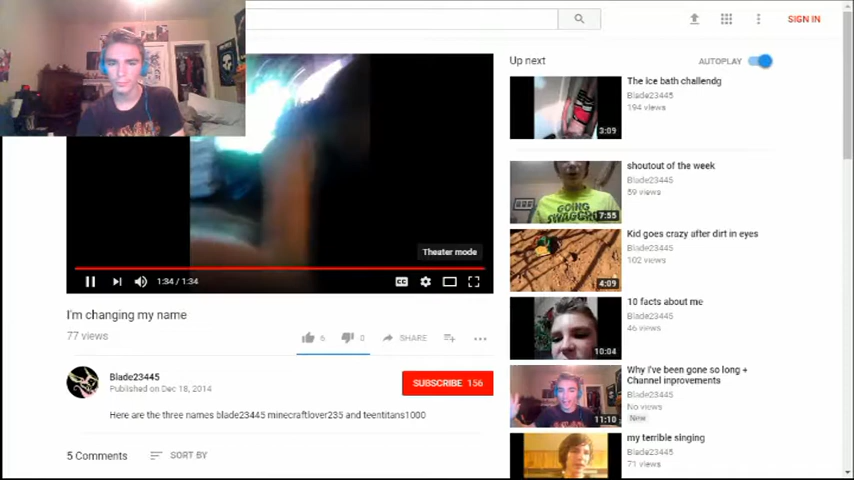 SIGN IN
Up next
AUTOPLAY
The ice bath challendg
Blade23445
194 views
3:09
shoutout of the week
Blade23445
59 views
GOING
SWAGG
7:55
Kid goes crazy after dirt in eyes
Blade23445
102 views
4:09
10 facts about me
Blade23445
46 views
10:04
Why I've been gone so long +
Channel inprovements
Blade23445
No views
New
11:10
my terrible singing
Blade23445
71 views
Theater mode
1:34 / 1:34
CC
I'm changing my name
77 views
6
0
SHARE
Blade23445
Published on Dec 18, 2014
SUBSCRIBE 156
Here are the three names blade23445 minecraftlover235 and teentitans1000
5 Comments
SORT BY